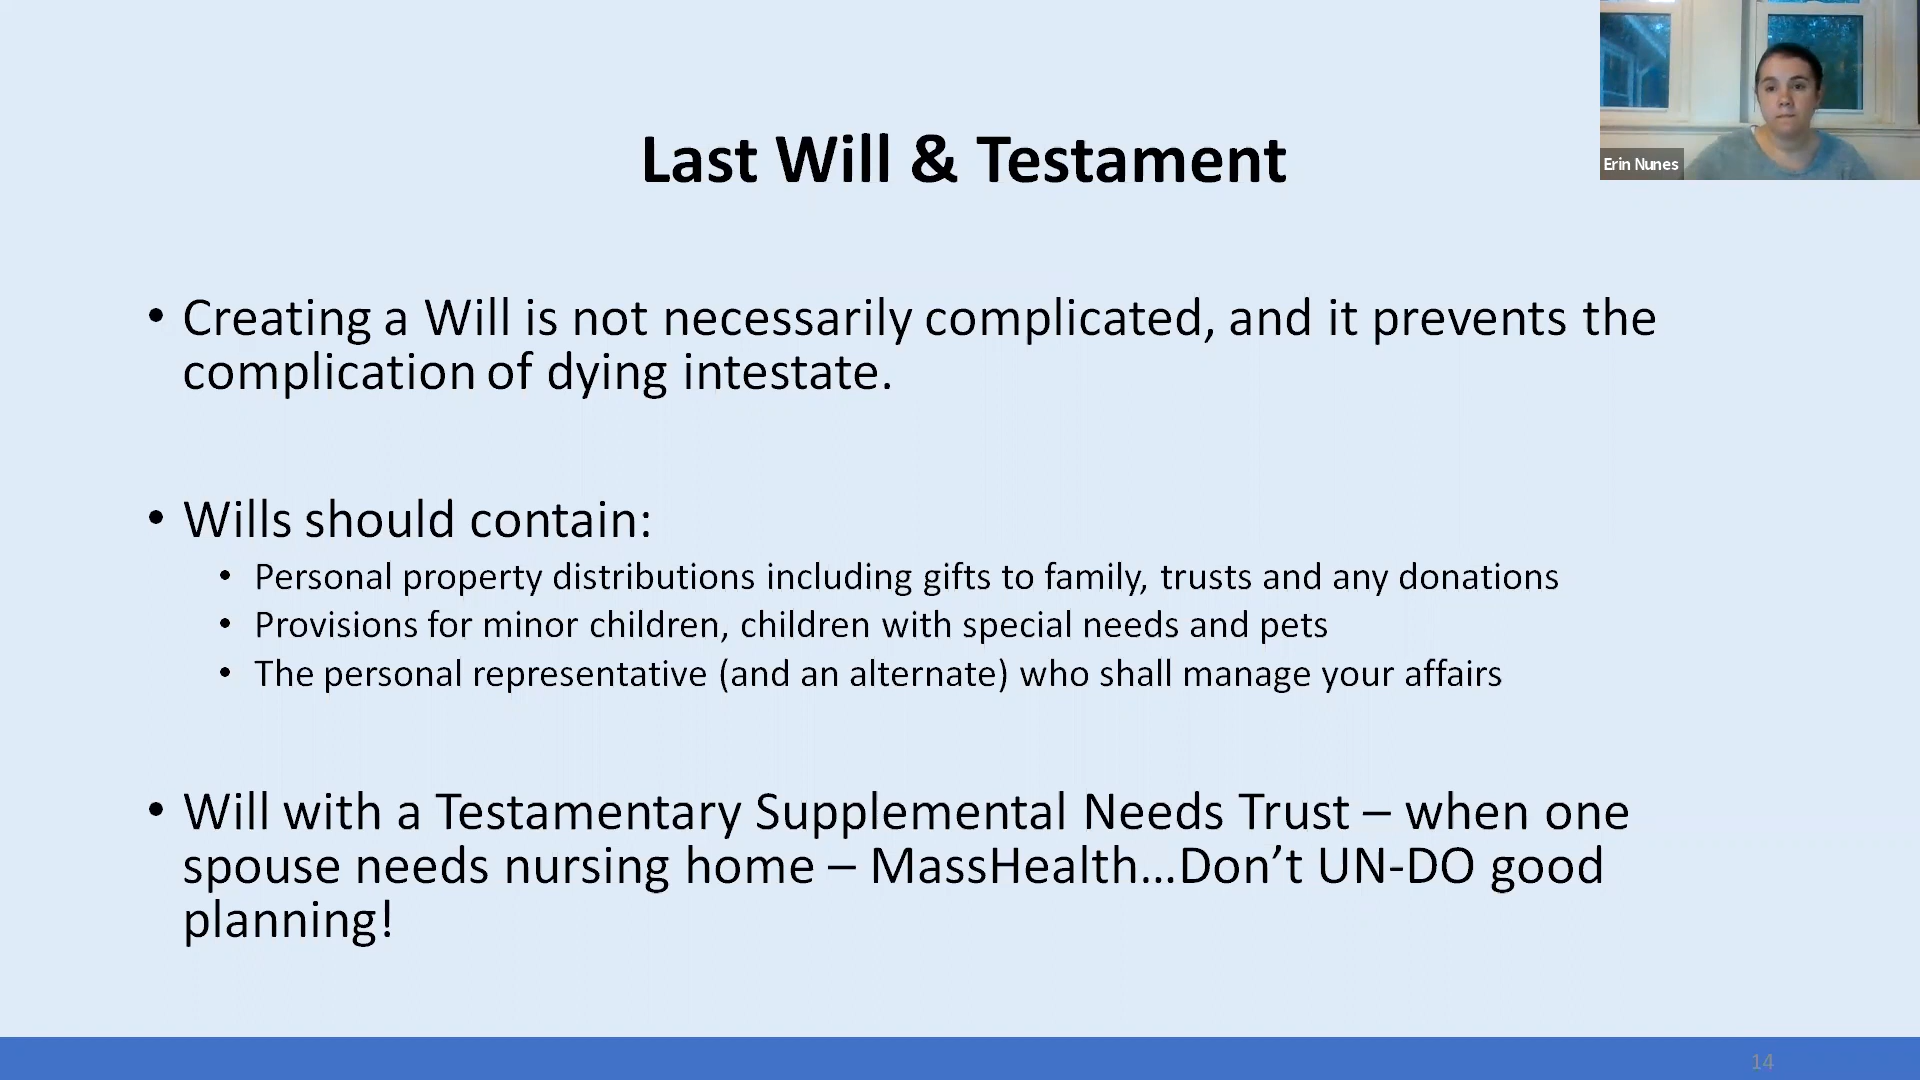 Erin Nunes
Last Will & Testament
• Creating a Will is not necessarily complicated, and it prevents the
complication of dying intestate.
• Wills should contain:
• Personal property distributions including gifts to family, trusts and any donations
• Provisions for minor children, children with special needs and pets
• The personal representative (and an alternate) who shall manage your affairs
• Will with a Testamentary Supplemental Needs Trust – when one
spouse needs nursing home – MassHealth…Don’t UN-DO good
planning!
14